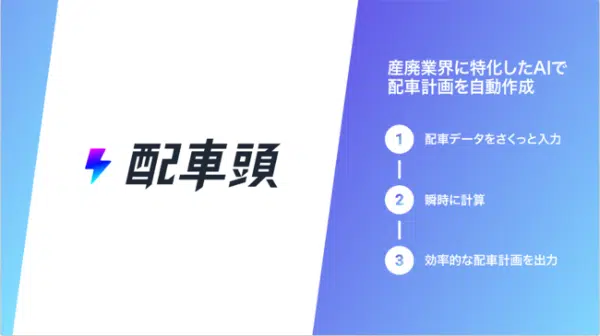 配車頭
産廃業界に特化したAIで
配車計画を自動作成
1 配車データをさくっと入力
2 瞬時に計算
3 効率的な配車計画を出力